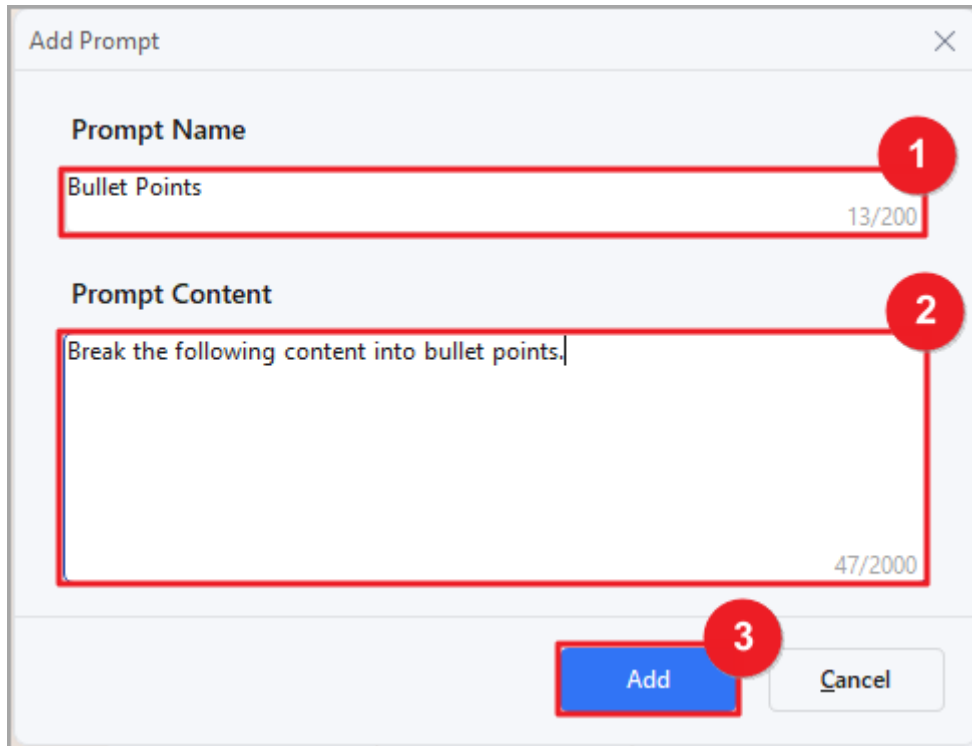 Add Prompt
Prompt Name
1
Bullet Points
13/200
Prompt Content
2
Break the following content into bullet points.
47/2000
3
Add
Cancel